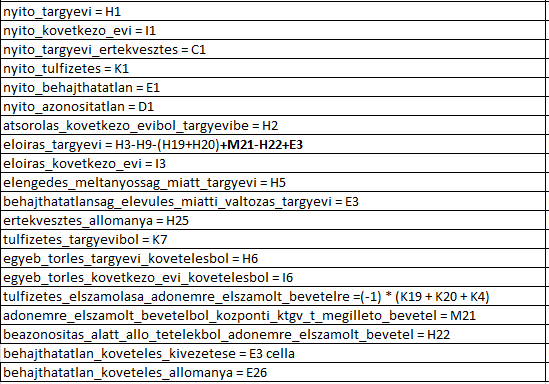 nyito_targyevi = H1
nyito_kovetkezo_evi = I1
nyito_targyevi_ertekvesztes = C1
nyito_tulfizetes = K1
nyito_behajthatatlan = E1
nyito_azonositatlan = D1
atsorolas_kovetkezo_evibol_targyevibe = H2
eloiras_targyevi = H3-H9-(H19+H20)+M21-H22+E3
eloiras_kovetkezo_evi = I3
elengedes_meltanyossag_miatt_targyevi = H5
behajthatatlansag_elevules_miatti_valtozas_targyevi = E3
ertekvesztes_allomanya = H25
tulfizetes_targyevibol = K7
egyeb_torles_targyevi_kovetelesbol = H6
egyeb_torles_kovetkezo_evi_kovetelesbol = I6
tulfizetes_elszamolasa_adonemre_elszamolt_bevetelre =(-1) * (K19 + K20 + K4)
adonemre_elszamolt_bevetelbol_kozponti_ktgv_t_megilleto_bevetel = M21
beazonositas_alatt_allo_tetelekbol_adonemre_elszamolt_bevetel = H22
behajthatatlan_koveteles_kivezetese = E3 cella
behajthatatlan_koveteles_allomanya = E26